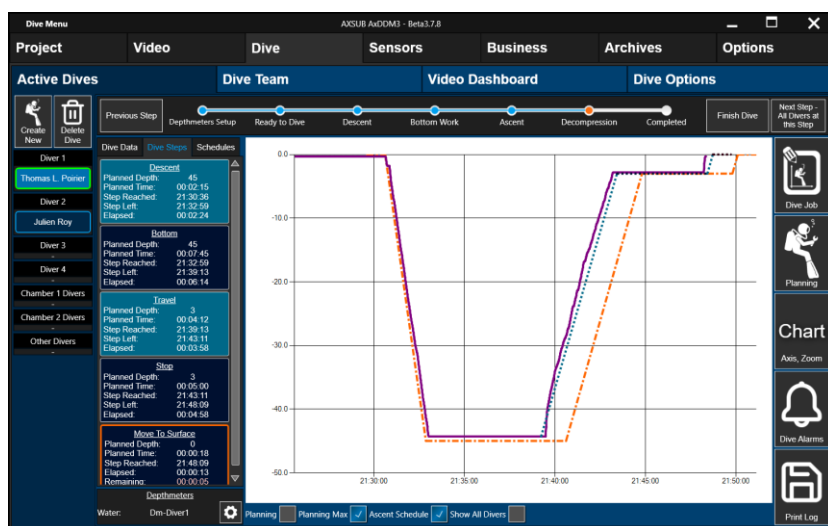 Dive Menu
AXSUB AxDDM3 - Beta3.7.8
Project
Video
Dive
Sensors
Business
Archives
Options
Active Dives
Dive Team
Video Dashboard
Dive Options
Create
New
Delete
Dive
Previous Step
Depthmeters Setup
Ready to Dive
Descent
Bottom Work
Ascent
Decompression
Completed
Finish Dive
Next Step -
All Divers at
this Step
Diver 1
Thomas L. Poirier
Diver 2
Julien Roy
Diver 3
-
Diver 4
-
Chamber 1 Divers
-
Chamber 2 Divers
-
Other Divers
-
Dive Data
Dive Steps
Schedules
Descent
Planned Depth: 45
Planned Time: 00:02:15
Step Reached: 21:30:36
Step Left: 21:32:59
Elapsed: 00:02:24
Bottom
Planned Depth: 45
Planned Time: 00:07:45
Step Reached: 21:32:59
Step Left: 21:39:13
Elapsed: 00:06:14
Travel
Planned Depth: 3
Planned Time: 00:04:12
Step Reached: 21:39:13
Step Left: 21:43:11
Elapsed: 00:03:58
Stop
Planned Depth: 3
Planned Time: 00:05:00
Step Reached: 21:43:11
Step Left: 21:48:09
Elapsed: 00:04:58
Move To Surface
Planned Depth: 0
Planned Time: 00:00:18
Step Reached: 21:48:09
Elapsed: 00:00:13
Remaining: 00:00:05
Depthmeters
Water: Dm-Diver1
0.0
-10.0
-20.0
-30.0
-40.0
-50.0
21:30:00
21:35:00
21:40:00
21:45:00
21:50:00
Planning
Planning Max
Ascent Schedule
Show All Divers
Dive Job
Planning
Chart
Axis, Zoom
Dive Alarms
Print Log